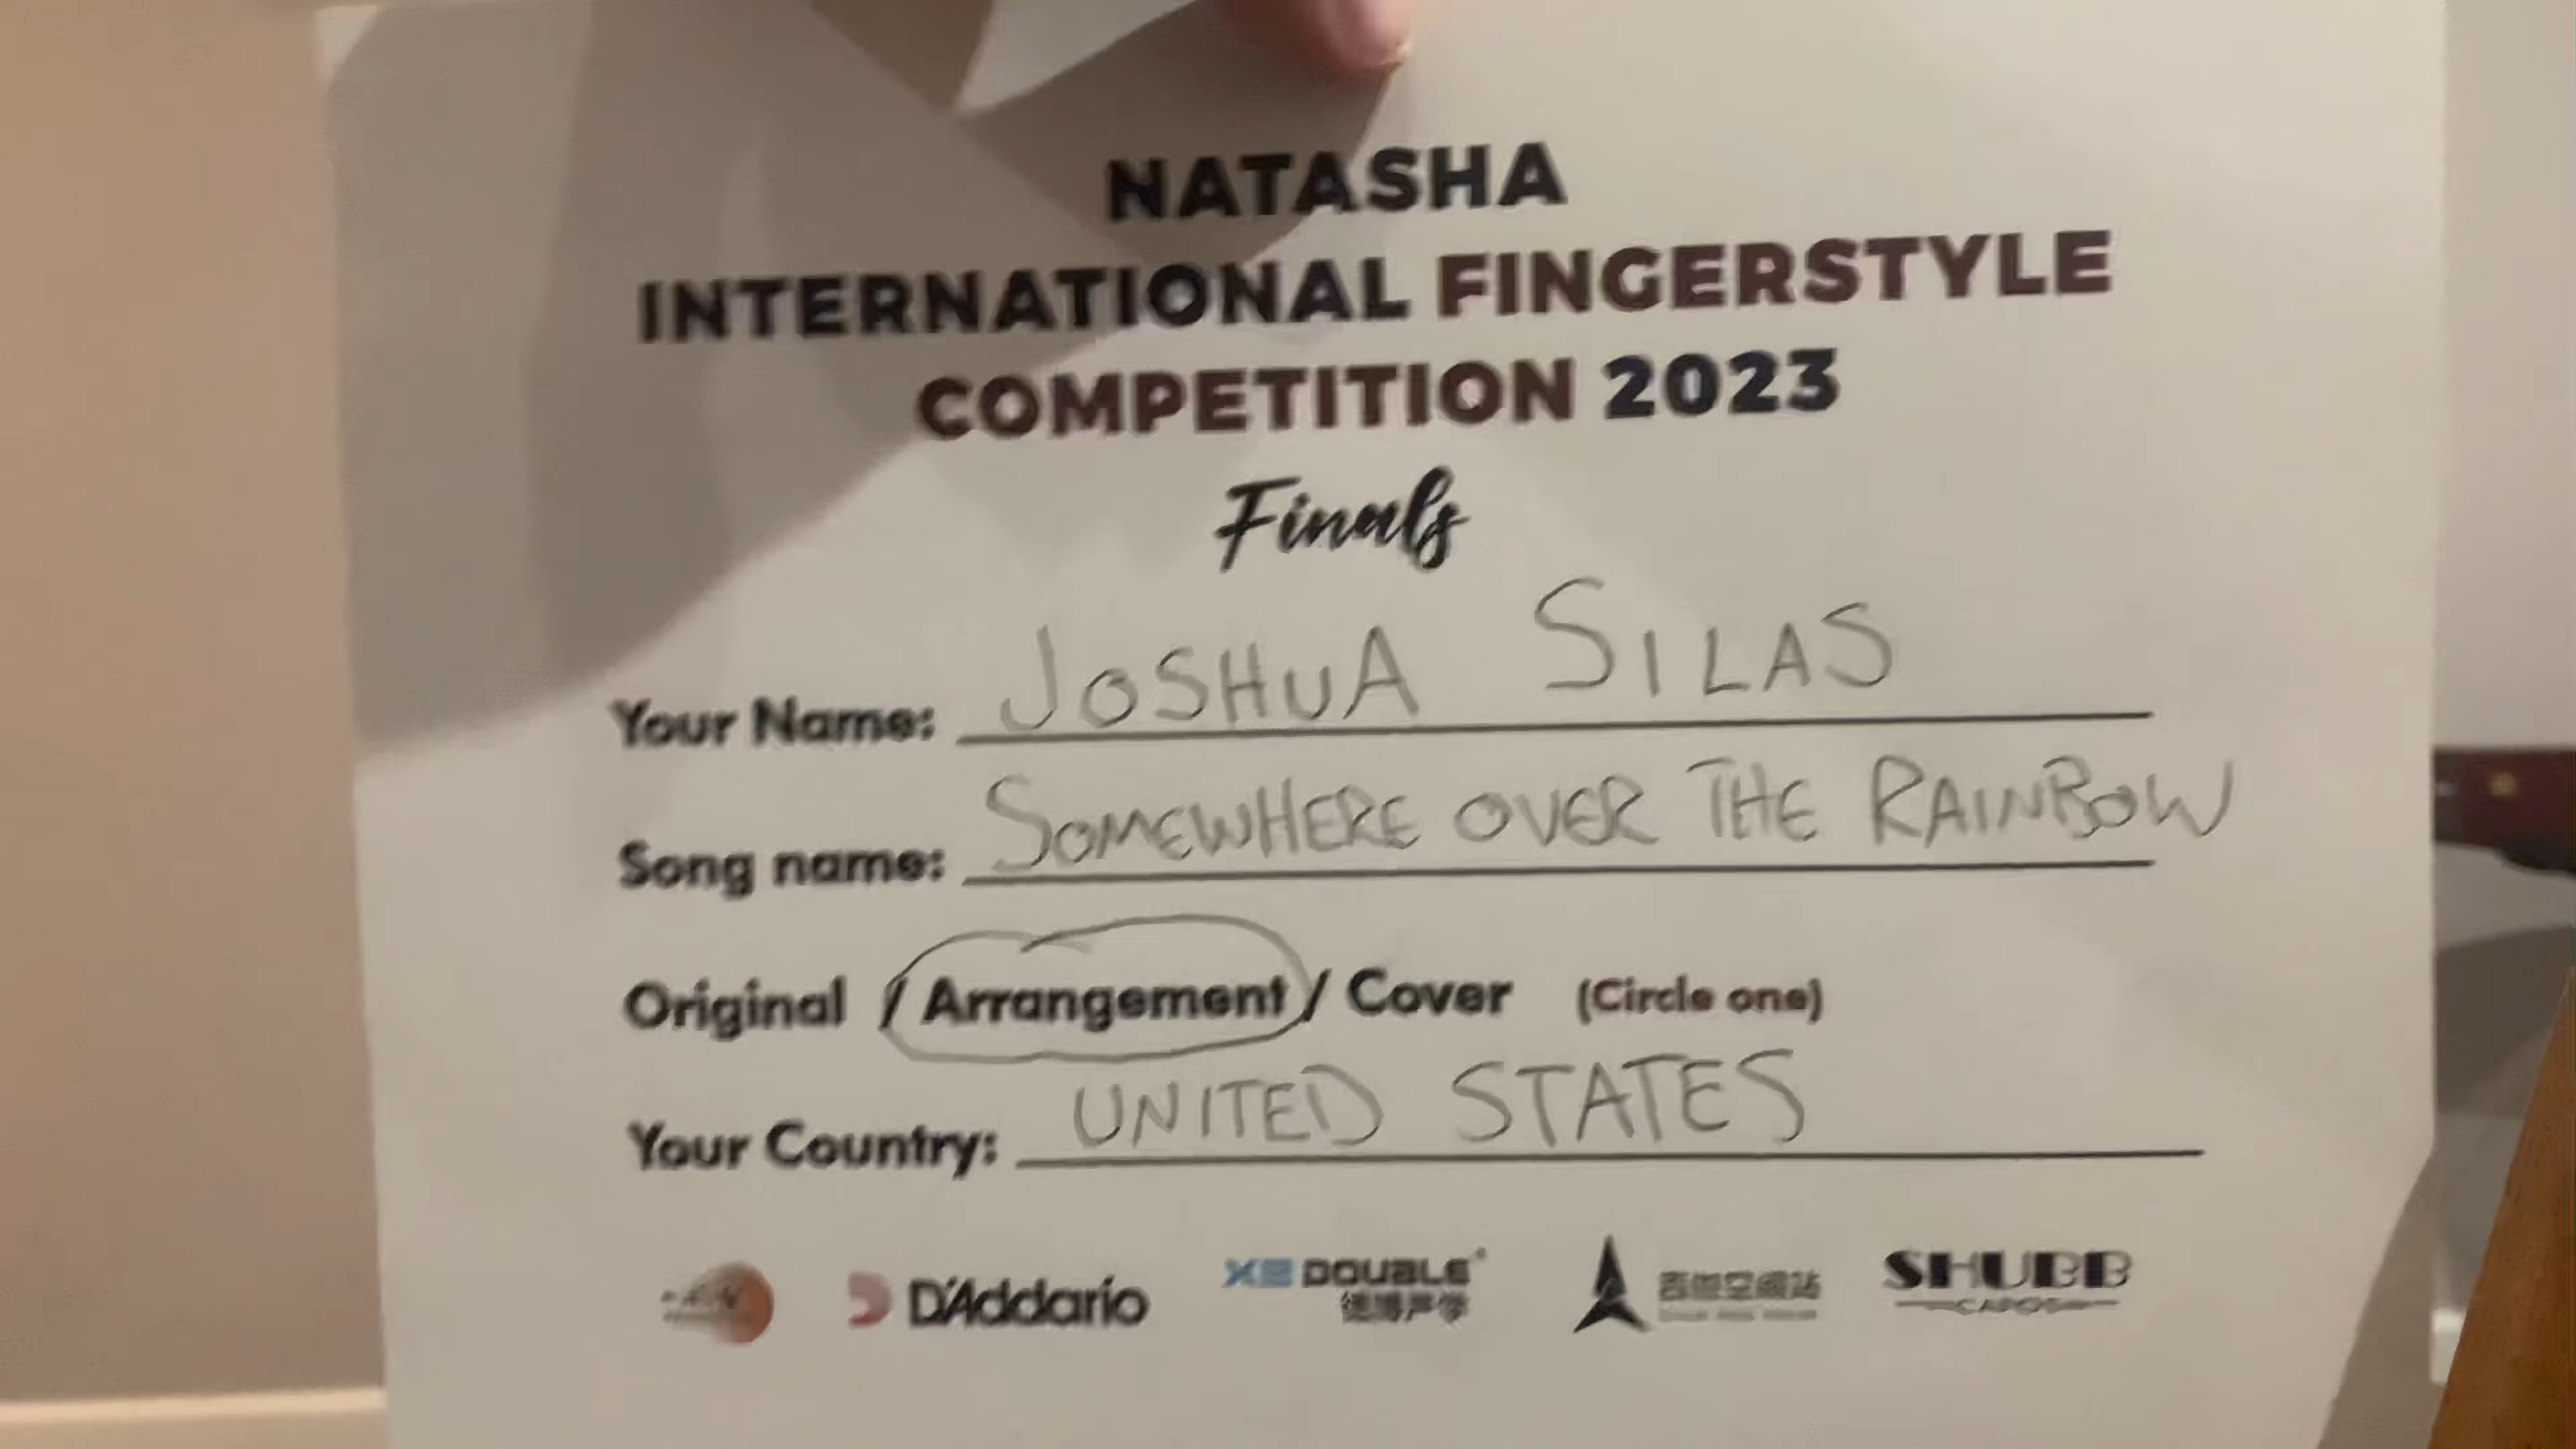 NATASHA
INTERNATIONAL FINGERSTYLE
COMPETITION 2023
Finals
Your Name: JOSHUA SILAS
Song name: SOMEWHERE OVER THE RAINBOW
Original / Arrangement / Cover (Circle one)
Your Country: UNITED STATES
D'Addario DOUBLE SHUBB
CAPOS